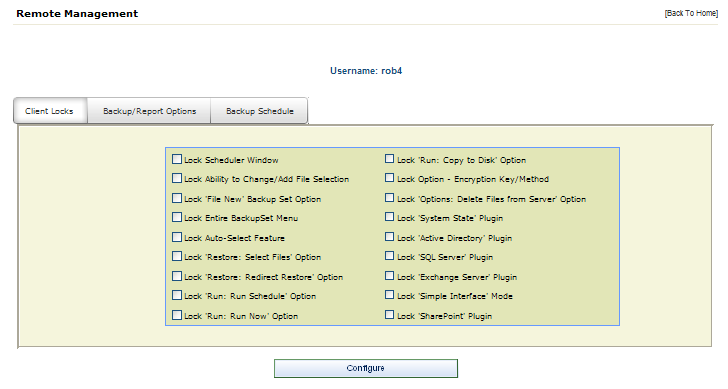 Remote Management
[Back To Home]
Username: rob4
Client Locks
Backup/Report Options
Backup Schedule
Lock Scheduler Window
Lock Ability to Change/Add File Selection
Lock 'File New' Backup Set Option
Lock Entire BackupSet Menu
Lock Auto-Select Feature
Lock 'Restore: Select Files' Option
Lock 'Restore: Redirect Restore' Option
Lock 'Run: Run Schedule' Option
Lock 'Run: Run Now' Option
Lock 'Run: Copy to Disk' Option
Lock Option - Encryption Key/Method
Lock 'Options: Delete Files from Server' Option
Lock 'System State' Plugin
Lock 'Active Directory' Plugin
Lock 'SQL Server' Plugin
Lock 'Exchange Server' Plugin
Lock 'Simple Interface' Mode
Lock 'SharePoint' Plugin
Configure